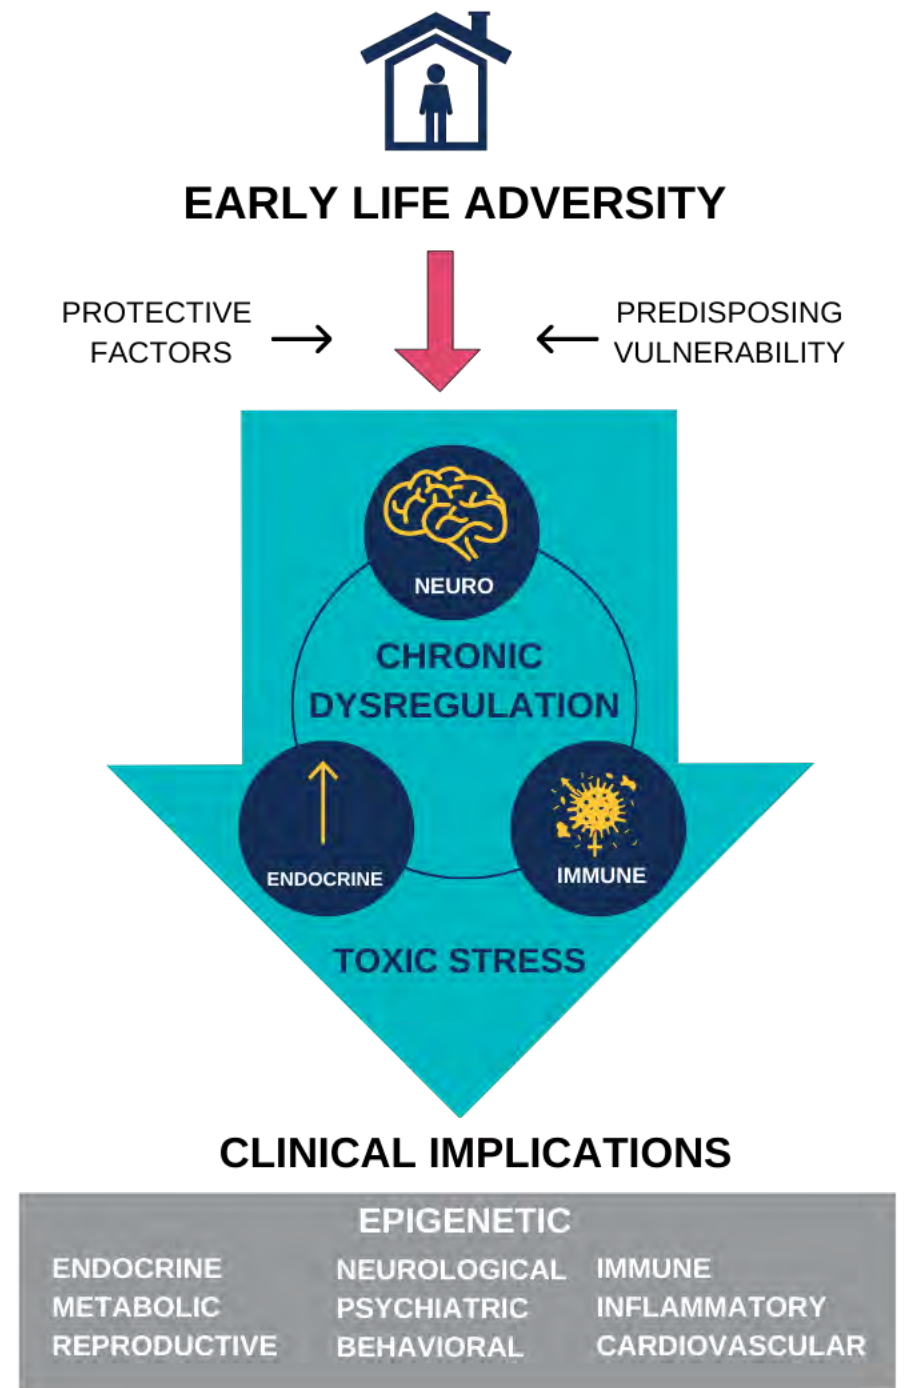 EARLY LIFE ADVERSITY
PROTECTIVE
FACTORS
PREDISPOSING
VULNERABILITY
NEURO
CHRONIC
DYSREGULATION
ENDOCRINE
IMMUNE
TOXIC STRESS
CLINICAL IMPLICATIONS
EPIGENETIC
ENDOCRINE
METABOLIC
REPRODUCTIVE
NEUROLOGICAL
PSYCHIATRIC
BEHAVIORAL
IMMUNE
INFLAMMATORY
CARDIOVASCULAR